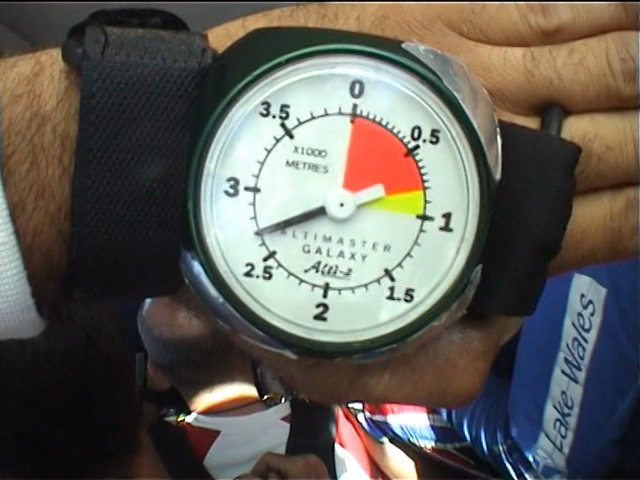 0
3.5
0.5
X1000
METRES
3
1
ALTIMASTER
GALAXY
Alti-2
2.5
1.5
2
Lake Wales